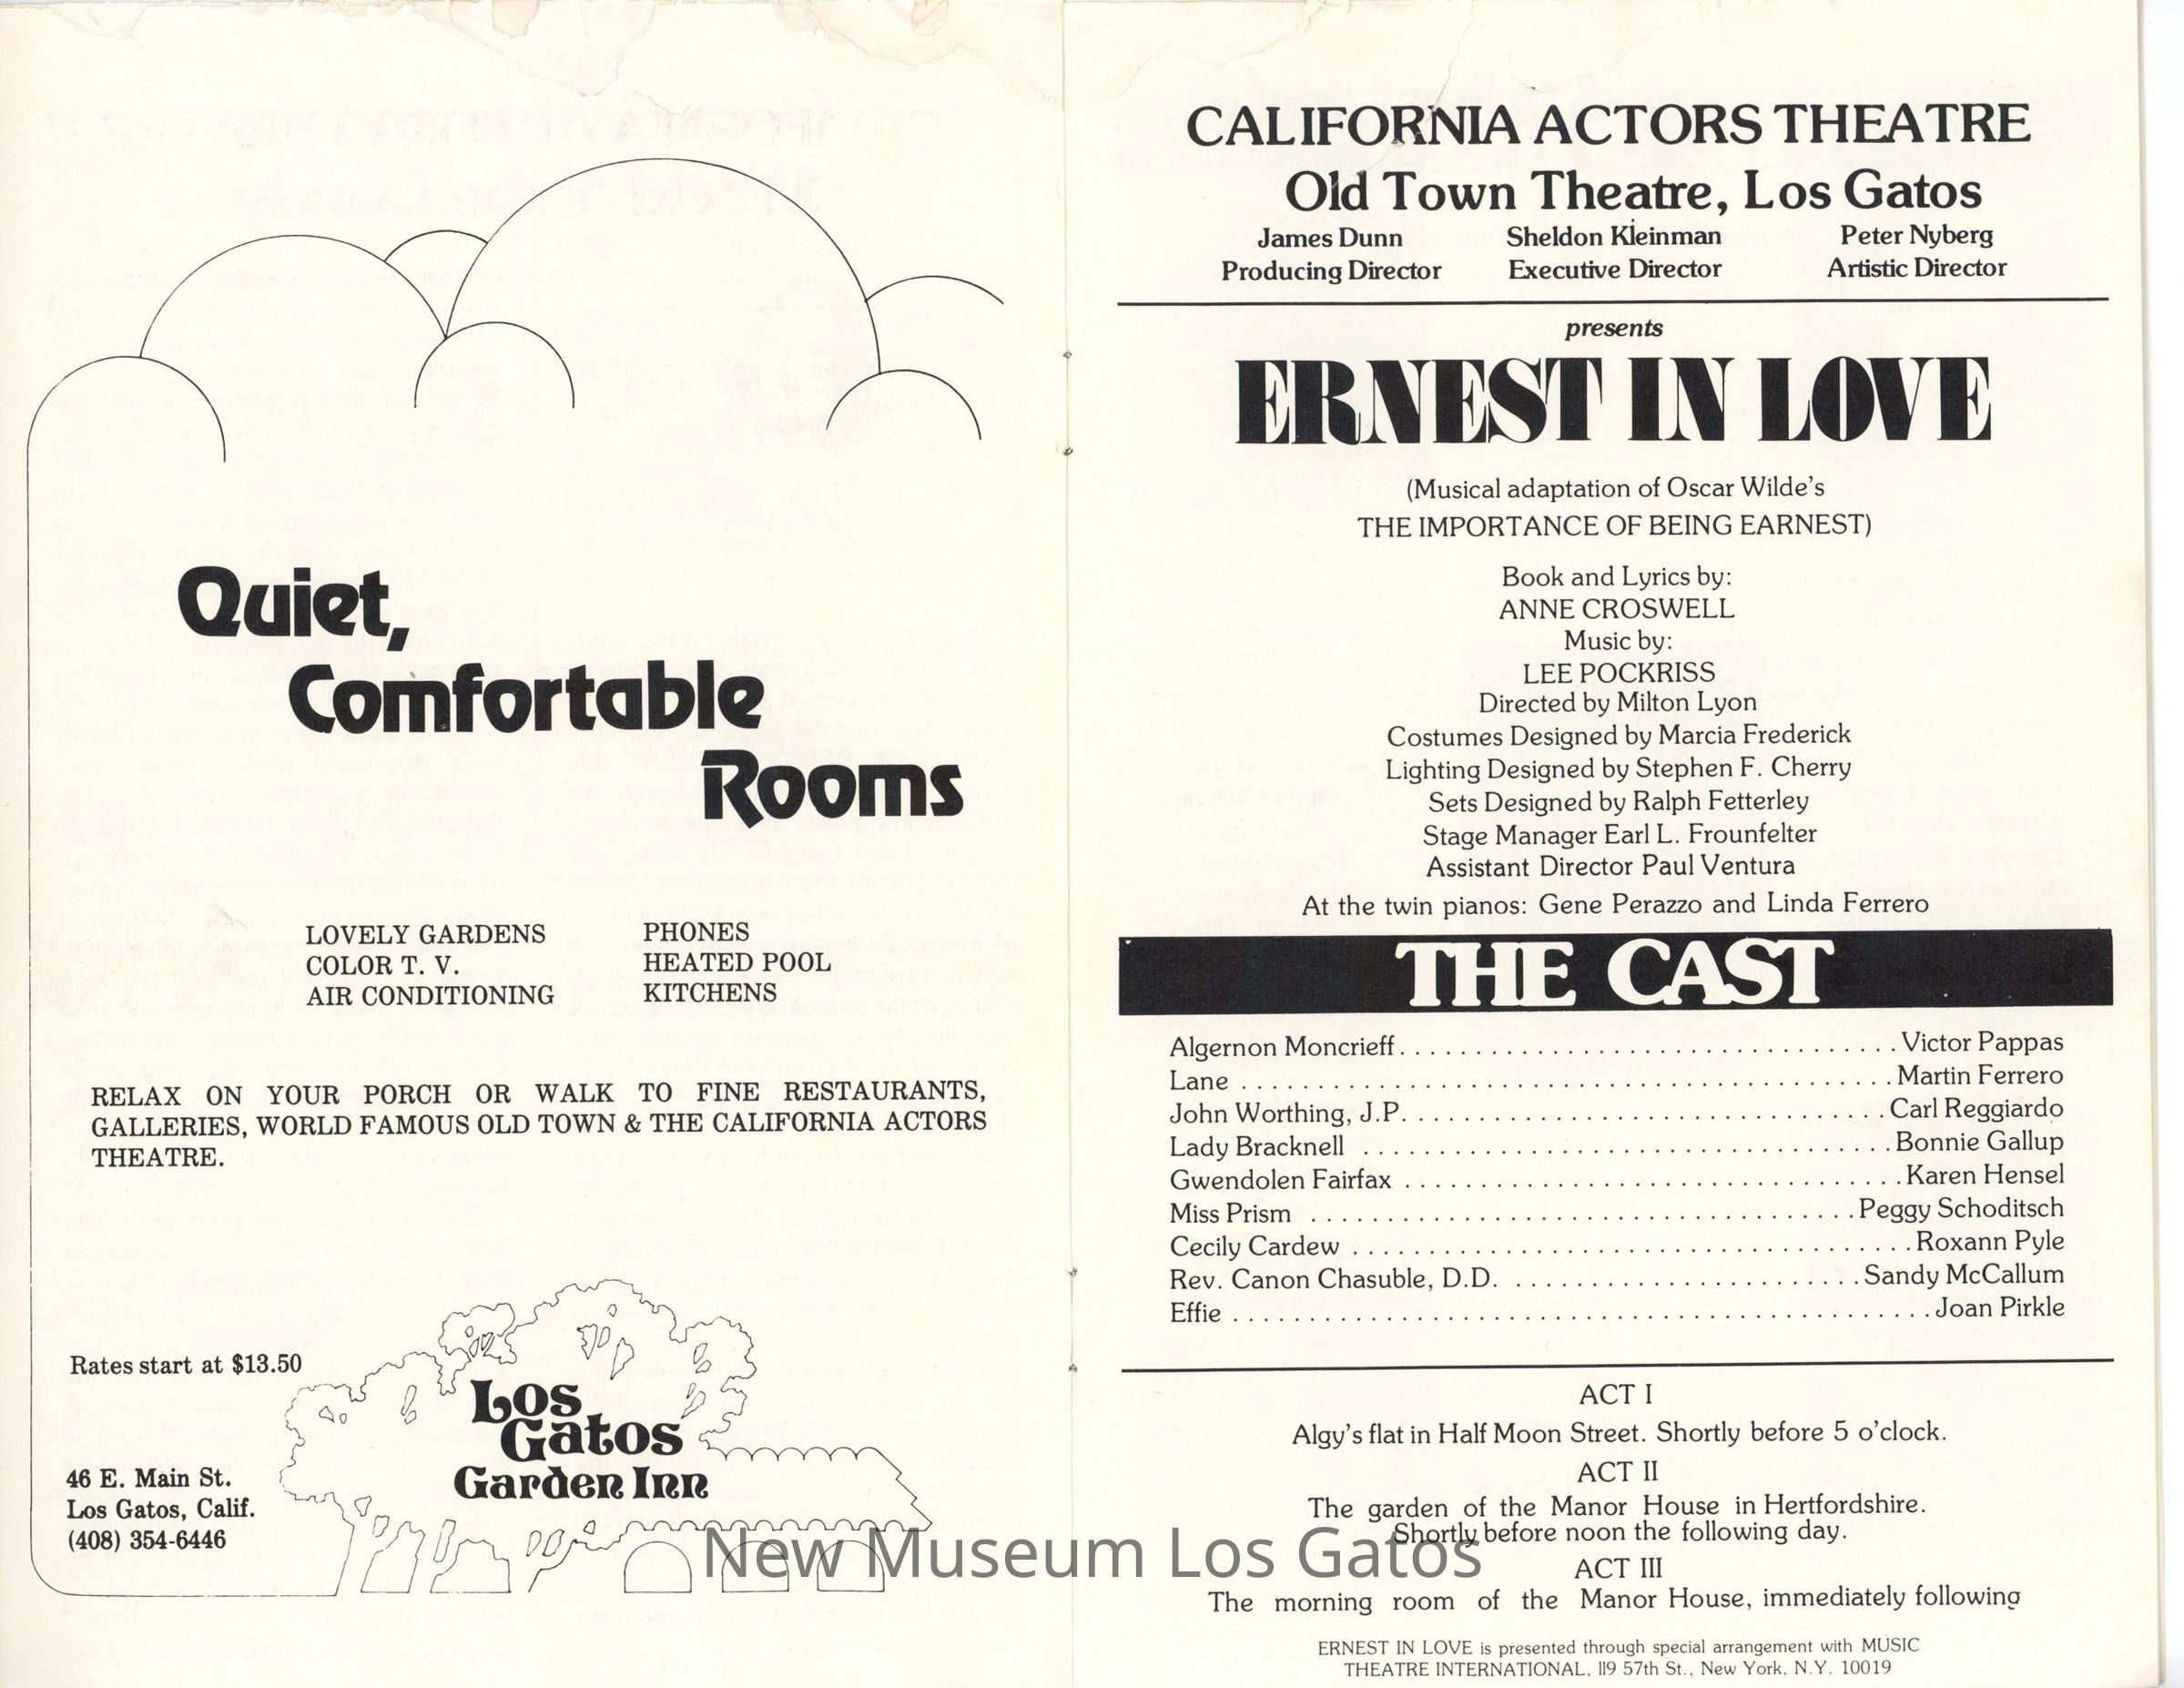 Quiet,
Comfortable
Rooms
LOVELY GARDENS
COLOR T. V.
AIR CONDITIONING
PHONES
HEATED POOL
KITCHENS
RELAX ON YOUR PORCH OR WALK TO FINE RESTAURANTS,
GALLERIES, WORLD FAMOUS OLD TOWN & THE CALIFORNIA ACTORS
THEATRE.
Rates start at $13.50
Los
Gatos
Garden Inn
46 E. Main St.
Los Gatos, Calif.
(408) 354-6446
CALIFORNIA ACTORS THEATRE
Old Town Theatre, Los Gatos
James Dunn Sheldon Kleinman Peter Nyberg
Producing Director Executive Director Artistic Director
presents
ERNEST IN LOVE
(Musical adaptation of Oscar Wilde's
THE IMPORTANCE OF BEING EARNEST)
Book and Lyrics by:
ANNE CROSWELL
Music by:
LEE POCKRISS
Directed by Milton Lyon
Costumes Designed by Marcia Frederick
Lighting Designed by Stephen F. Cherry
Sets Designed by Ralph Fetterley
Stage Manager Earl L. Frounfelter
Assistant Director Paul Ventura
At the twin pianos: Gene Perazzo and Linda Ferrero
THE CAST
Algernon Moncrieff. . . . . . . . . . . . . . . . . . . . . . . . . . . . . . . . Victor Pappas
Lane . . . . . . . . . . . . . . . . . . . . . . . . . . . . . . . . . . . . . . . . . . Martin Ferrero
John Worthing, J.P. . . . . . . . . . . . . . . . . . . . . . . . . . . . . . . Carl Reggiardo
Lady Bracknell . . . . . . . . . . . . . . . . . . . . . . . . . . . . . . . . . . Bonnie Gallup
Gwendolen Fairfax . . . . . . . . . . . . . . . . . . . . . . . . . . . . . . . . Karen Hensel
Miss Prism . . . . . . . . . . . . . . . . . . . . . . . . . . . . . . . . . . . Peggy Schoditsch
Cecily Cardew . . . . . . . . . . . . . . . . . . . . . . . . . . . . . . . . . . . . Roxann Pyle
Rev. Canon Chasuble, D.D. . . . . . . . . . . . . . . . . . . . . . . . Sandy McCallum
Effie . . . . . . . . . . . . . . . . . . . . . . . . . . . . . . . . . . . . . . . . . . . . . Joan Pirkle
ACT I
Algy's flat in Half Moon Street. Shortly before 5 o'clock.
ACT II
The garden of the Manor House in Hertfordshire.
Shortly before noon the following day.
ACT III
The morning room of the Manor House, immediately following
ERNEST IN LOVE is presented through special arrangement with MUSIC
THEATRE INTERNATIONAL, 119 57th St., New York, N.Y. 10019
New Museum Los Gatos